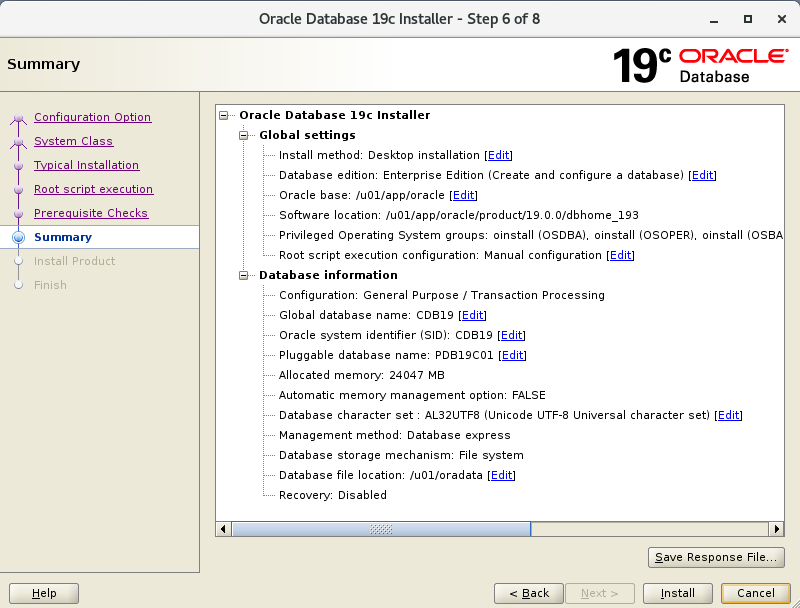 Oracle Database 19c Installer - Step 6 of 8
Summary
19c ORACLE
Database
Configuration Option
System Class
Typical Installation
Root script execution
Prerequisite Checks
Summary
Install Product
Finish
Oracle Database 19c Installer
Global settings
Install method: Desktop installation [Edit]
Database edition: Enterprise Edition (Create and configure a database) [Edit]
Oracle base: /u01/app/oracle [Edit]
Software location: /u01/app/oracle/product/19.0.0/dbhome_193
Privileged Operating System groups: oinstall (OSDBA), oinstall (OSOPER), oinstall (OSBA
Root script execution configuration: Manual configuration [Edit]
Database information
Configuration: General Purpose / Transaction Processing
Global database name: CDB19 [Edit]
Oracle system identifier (SID): CDB19 [Edit]
Pluggable database name: PDB19C01 [Edit]
Allocated memory: 24047 MB
Automatic memory management option: FALSE
Database character set : AL32UTF8 (Unicode UTF-8 Universal character set) [Edit]
Management method: Database express
Database storage mechanism: File system
Database file location: /u01/oradata [Edit]
Recovery: Disabled
Save Response File...
Help
< Back
Next >
Install
Cancel